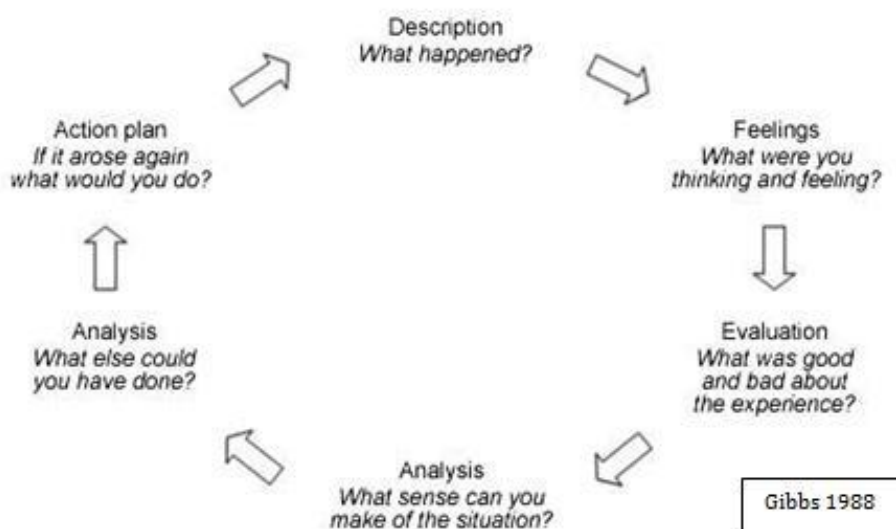 Description
What happened?
Feelings
What were you
thinking and feeling?
Evaluation
What was good
and bad about
the experience?
Analysis
What sense can you
make of the situation?
Analysis
What else could
you have done?
Action plan
If it arose again
what would you do?
Gibbs 1988